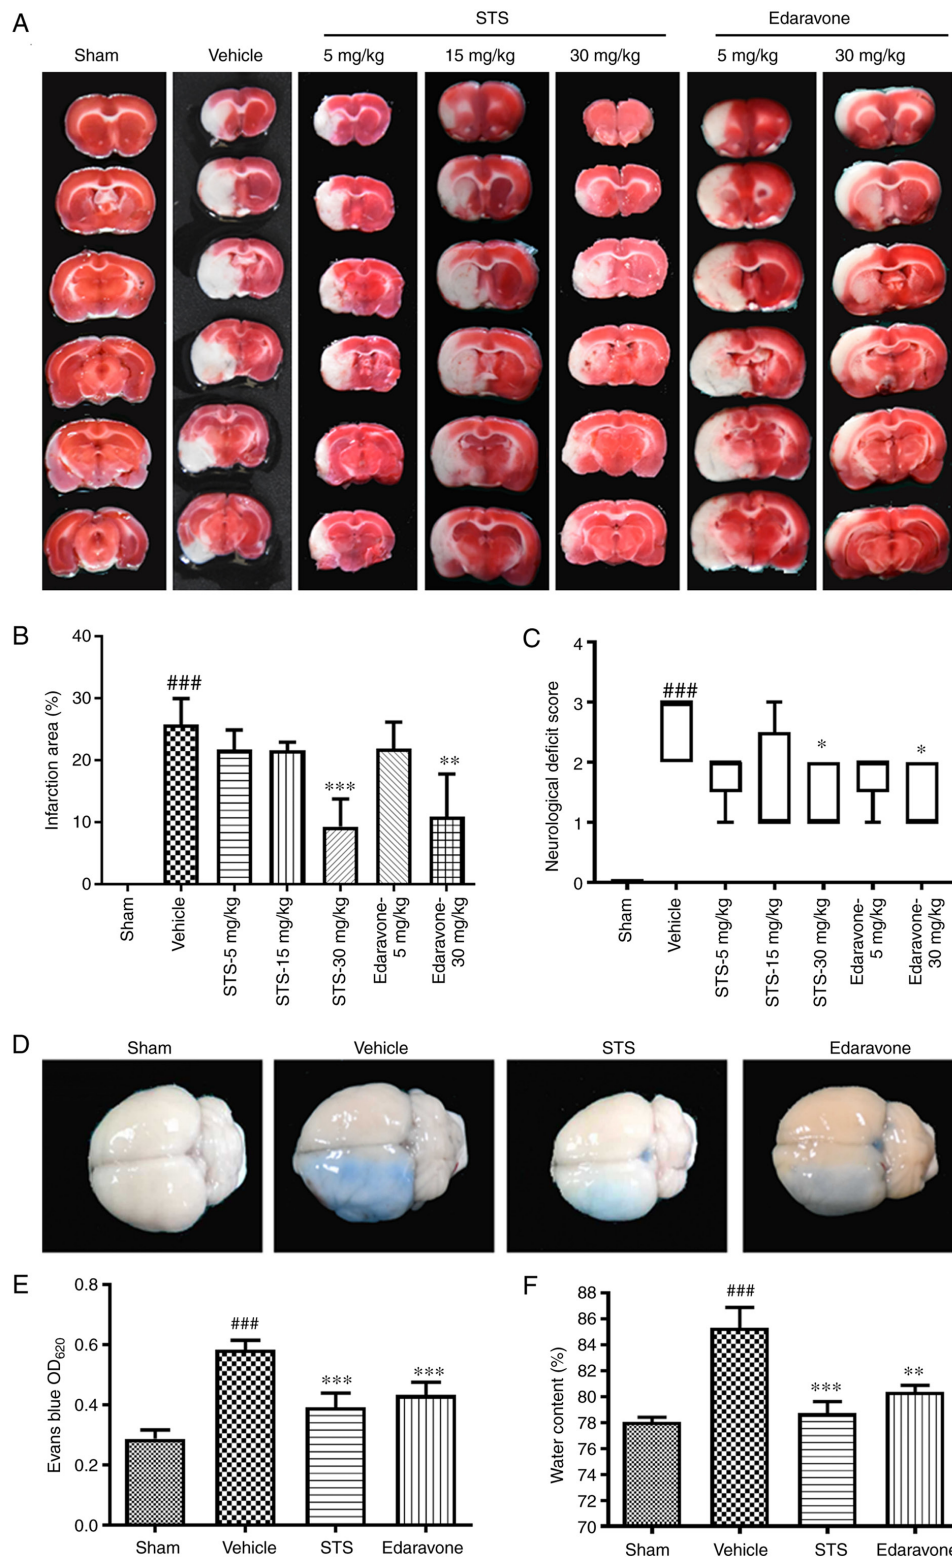 A
STS
Edaravone
Sham
Vehicle
5 mg/kg
15 mg/kg
30 mg/kg
5 mg/kg
30 mg/kg
B
Infarction area (%)
40
30
20
10
0
###
***
**
Sham
Vehicle
STS-5 mg/kg
STS-15 mg/kg
STS-30 mg/kg
Edaravone-
5 mg/kg
Edaravone-
30 mg/kg
C
Neurological deficit score
4
3
2
1
0
###
*
*
Sham
Vehicle
STS-5 mg/kg
STS-15 mg/kg
STS-30 mg/kg
Edaravone-
5 mg/kg
Edaravone-
30 mg/kg
D
Sham
Vehicle
STS
Edaravone
E
Evans blue OD620
0.8
0.6
0.4
0.2
0.0
###
***
***
Sham
Vehicle
STS
Edaravone
F
Water content (%)
88
86
84
82
80
78
76
74
72
70
###
***
**
Sham
Vehicle
STS
Edaravone